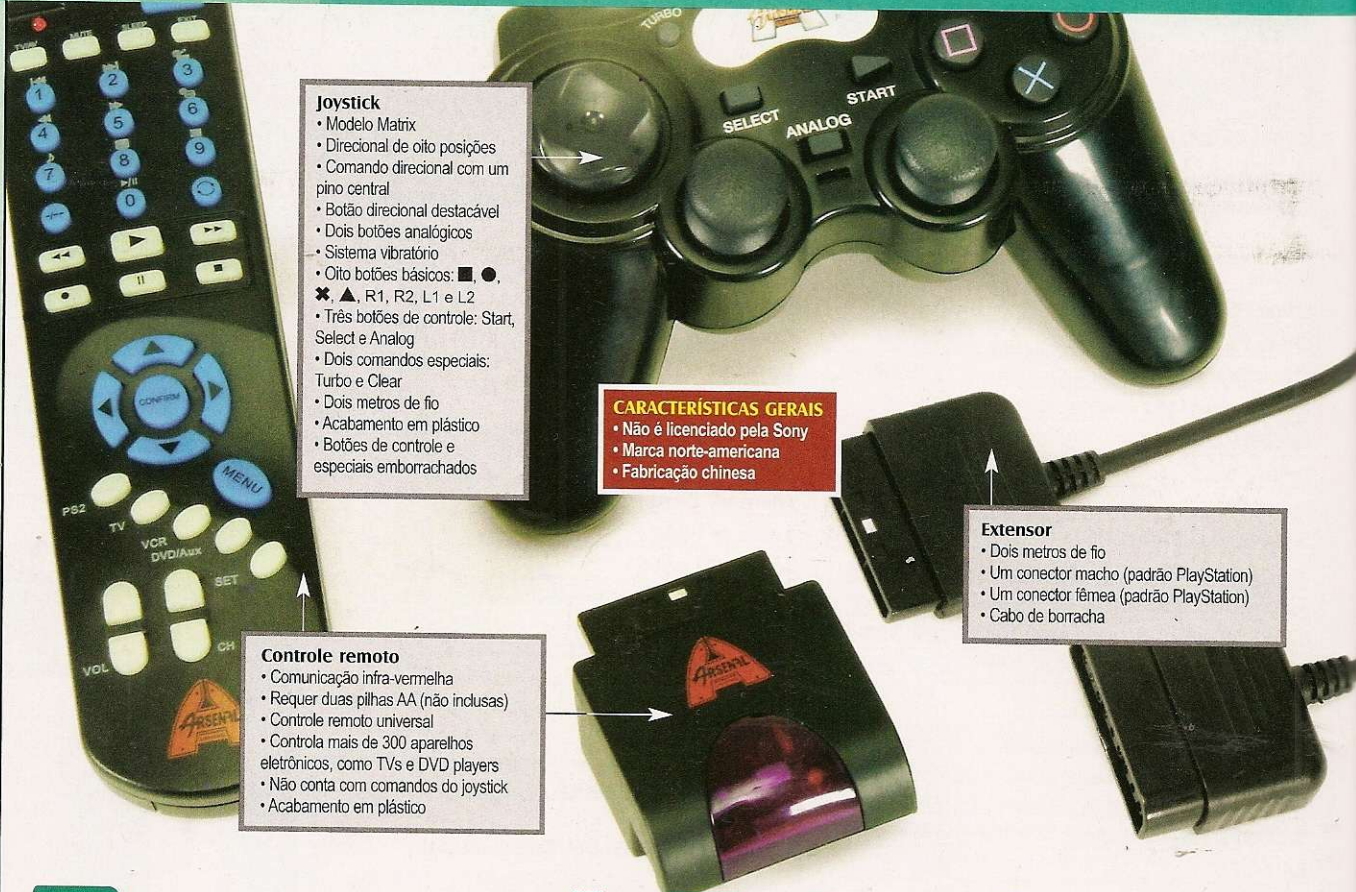 TV/AV MUTE SLEEP EXIT
1 2 3
4 5 6
7 8 9
-/-- 0
CONFIRM
MENU
PS2
TV
VCR
DVD/Aux
SET
VOL
CH
ARSENAL
TURBO
SELECT
START
ANALOG
Joystick
• Modelo Matrix
• Direcional de oito posições
• Comando direcional com um
pino central
• Botão direcional destacável
• Dois botões analógicos
• Sistema vibratório
• Oito botões básicos: ■, ●,
✖, ▲, R1, R2, L1 e L2
• Três botões de controle: Start,
Select e Analog
• Dois comandos especiais:
Turbo e Clear
• Dois metros de fio
• Acabamento em plástico
• Botões de controle e
especiais emborrachados
CARACTERÍSTICAS GERAIS
• Não é licenciado pela Sony
• Marca norte-americana
• Fabricação chinesa
Extensor
• Dois metros de fio
• Um conector macho (padrão PlayStation)
• Um conector fêmea (padrão PlayStation)
• Cabo de borracha
Controle remoto
• Comunicação infra-vermelha
• Requer duas pilhas AA (não inclusas)
• Controle remoto universal
• Controla mais de 300 aparelhos
eletrônicos, como TVs e DVD players
• Não conta com comandos do joystick
• Acabamento em plástico
ARSENAL